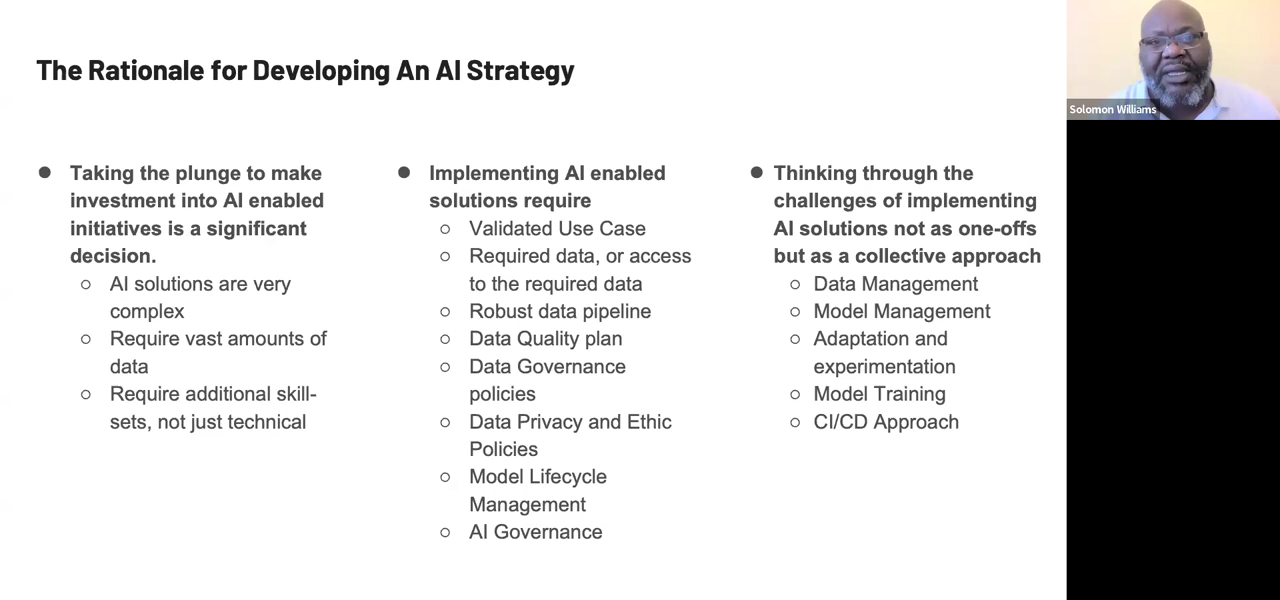 The Rationale for Developing An AI Strategy
Solomon Williams
● Taking the plunge to make
investment into AI enabled
initiatives is a significant
decision.
○ AI solutions are very
complex
○ Require vast amounts of
data
○ Require additional skill-
sets, not just technical
● Implementing AI enabled
solutions require
○ Validated Use Case
○ Required data, or access
to the required data
○ Robust data pipeline
○ Data Quality plan
○ Data Governance
policies
○ Data Privacy and Ethic
Policies
○ Model Lifecycle
Management
○ AI Governance
● Thinking through the
challenges of implementing
AI solutions not as one-offs
but as a collective approach
○ Data Management
○ Model Management
○ Adaptation and
experimentation
○ Model Training
○ CI/CD Approach